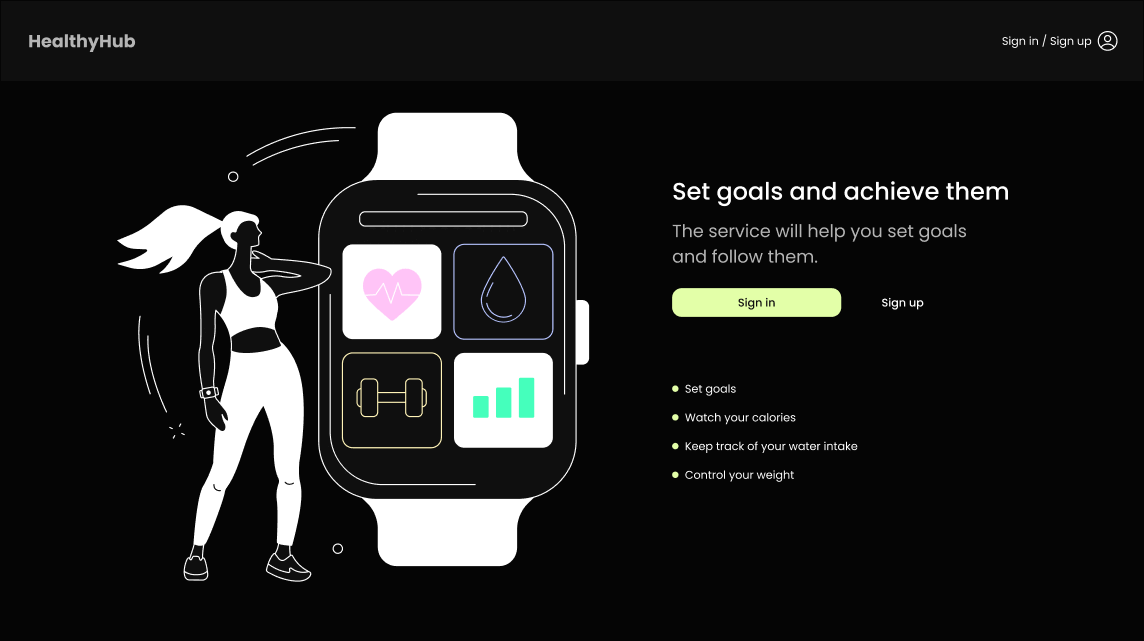 HealthyHub
Sign in / Sign up
Set goals and achieve them
The service will help you set goals
and follow them.
Sign in
Sign up
Set goals
Watch your calories
Keep track of your water intake
Control your weight